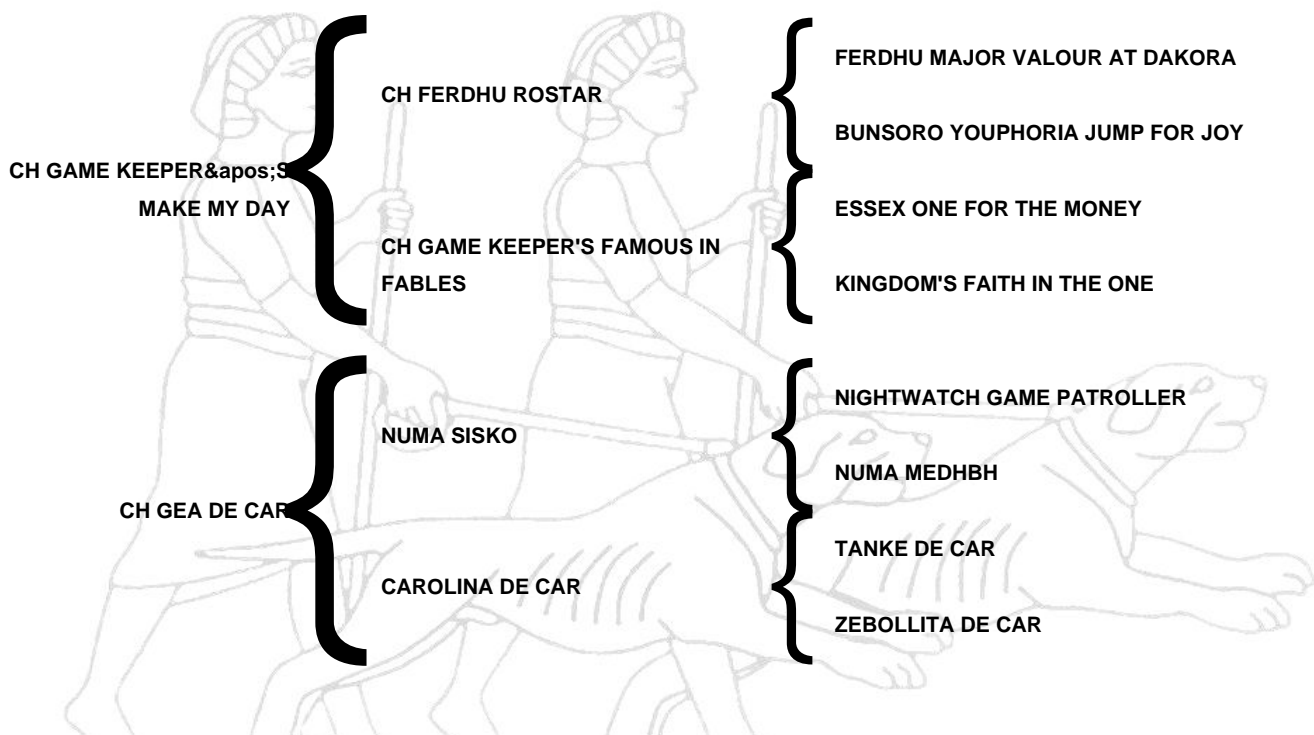 CH GAME KEEPER&apos;S
MAKE MY DAY
CH FERDHU ROSTAR
FERDHU MAJOR VALOUR AT DAKORA
BUNSORO YOUPHORIA JUMP FOR JOY
CH GAME KEEPER'S FAMOUS IN
FABLES
ESSEX ONE FOR THE MONEY
KINGDOM'S FAITH IN THE ONE
CH GEA DE CAR
NUMA SISKO
NIGHTWATCH GAME PATROLLER
NUMA MEDHBH
CAROLINA DE CAR
TANKE DE CAR
ZEBOLLITA DE CAR